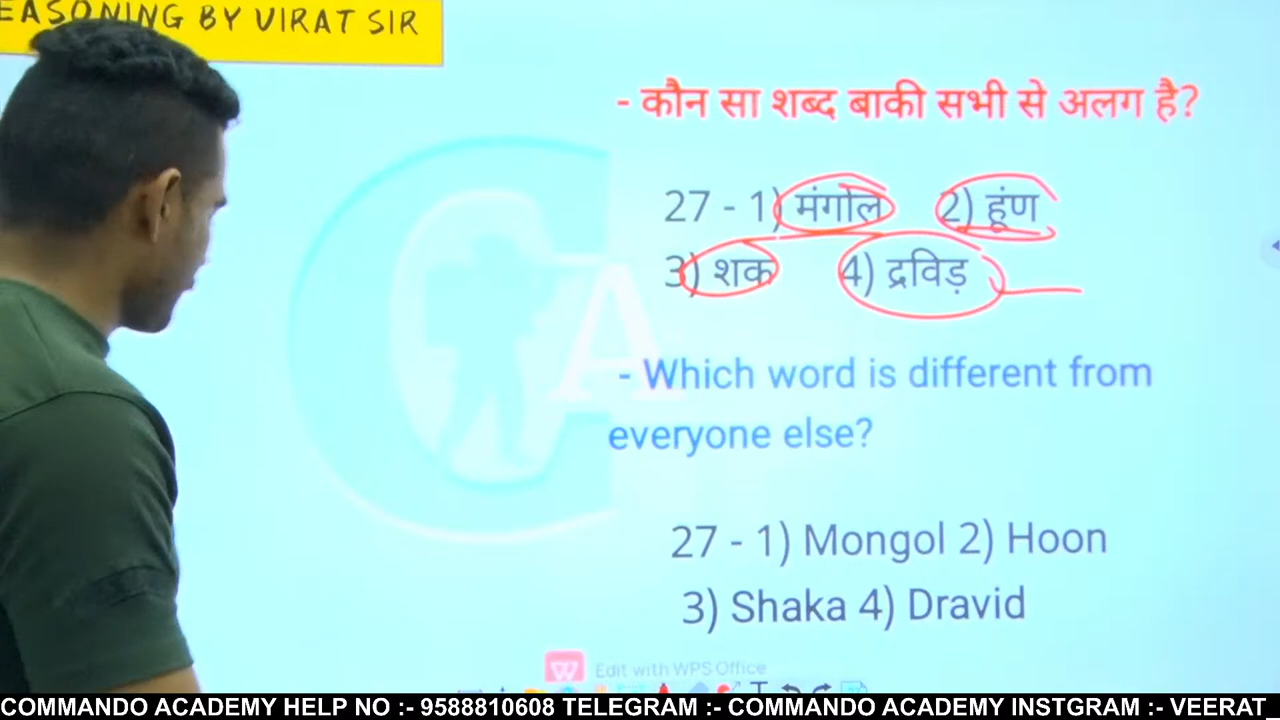 EASONING BY VIRAT SIR
- कौन सा शब्द बाकी सभी से अलग है?
27 - 1) मंगोल 2) हूंण
3) शक 4) द्रविड़
CA
- Which word is different from
everyone else?
27 - 1) Mongol 2) Hoon
3) Shaka 4) Dravid
Edit with WPS Office
COMMANDO ACADEMY HELP NO :- 9588810608 TELEGRAM :- COMMANDO ACADEMY INSTGRAM :- VEERAT